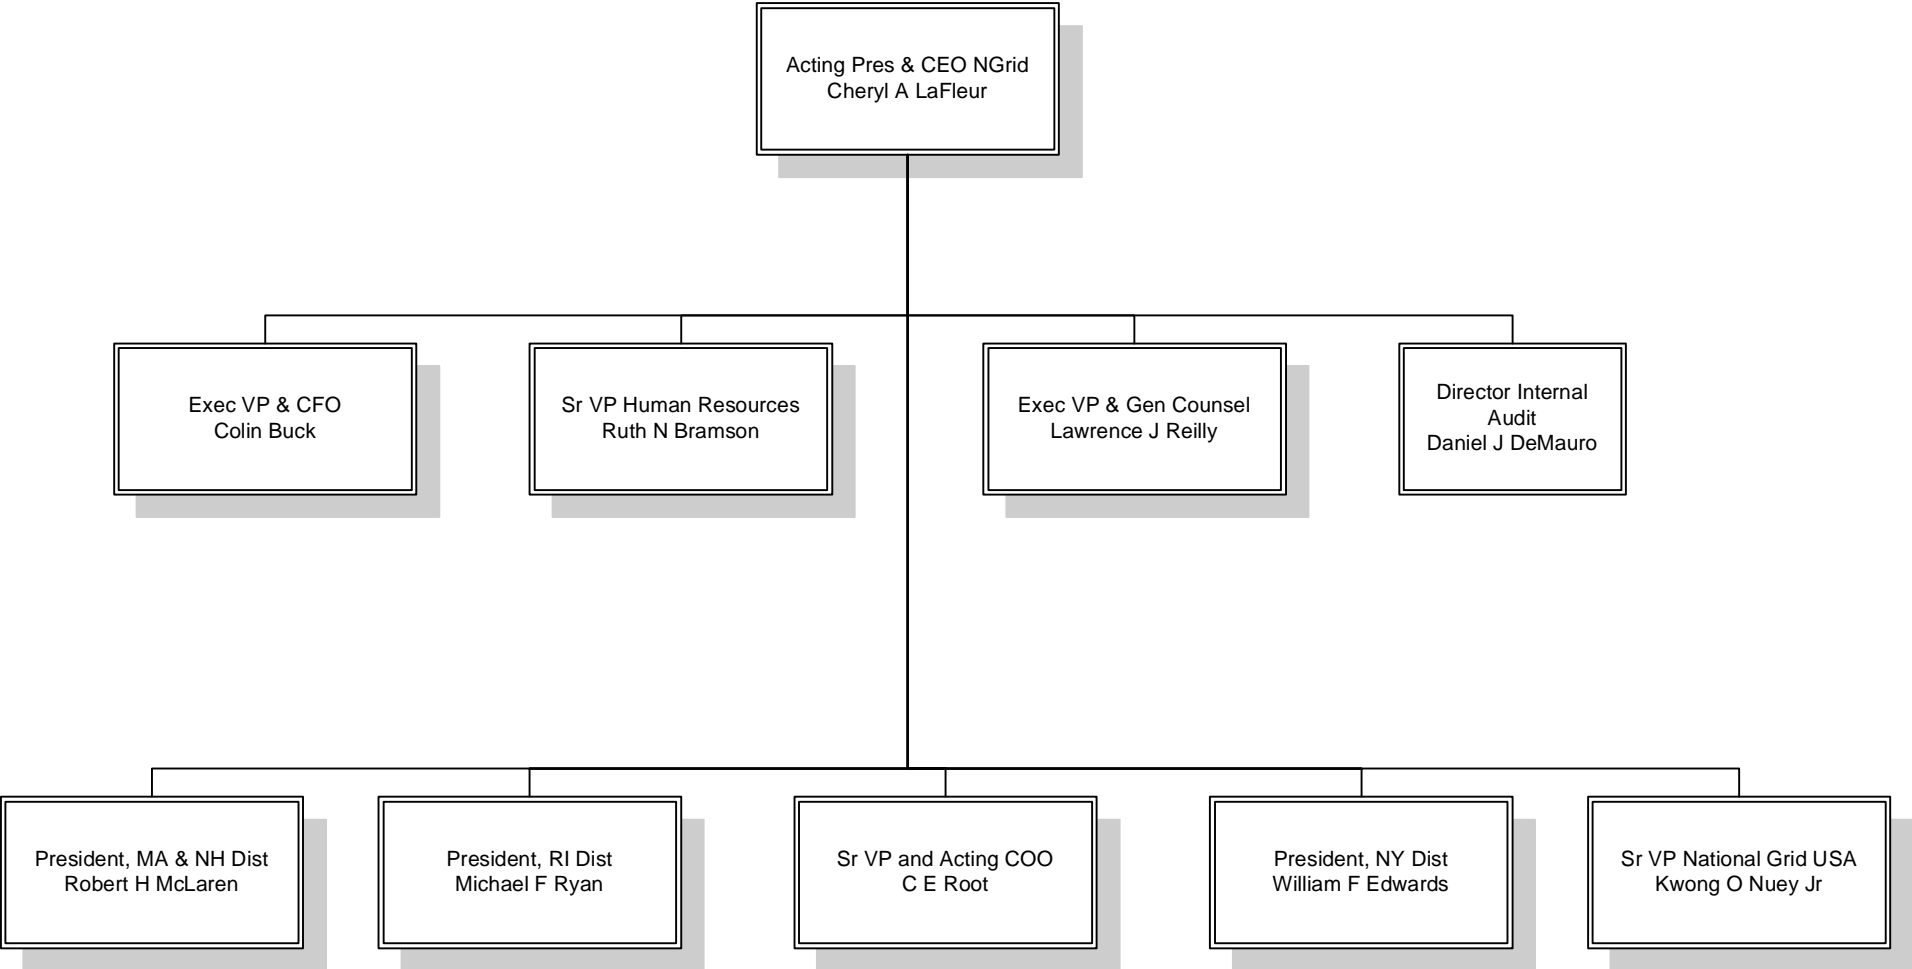 Acting Pres & CEO NGrid
Cheryl A LaFleur
Exec VP & CFO
Colin Buck
Sr VP Human Resources
Ruth N Bramson
Exec VP & Gen Counsel
Lawrence J Reilly
Director Internal
Audit
Daniel J DeMauro
President, MA & NH Dist
Robert H McLaren
President, RI Dist
Michael F Ryan
Sr VP and Acting COO
C E Root
President, NY Dist
William F Edwards
Sr VP National Grid USA
Kwong O Nuey Jr